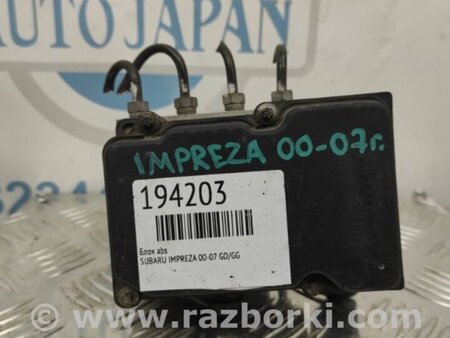 AUTO JAPAN
IMPREZA 00-07г.
194203
Блок abs
SUBARU IMPREZA 00-07 GD/GG
www.razborki.com